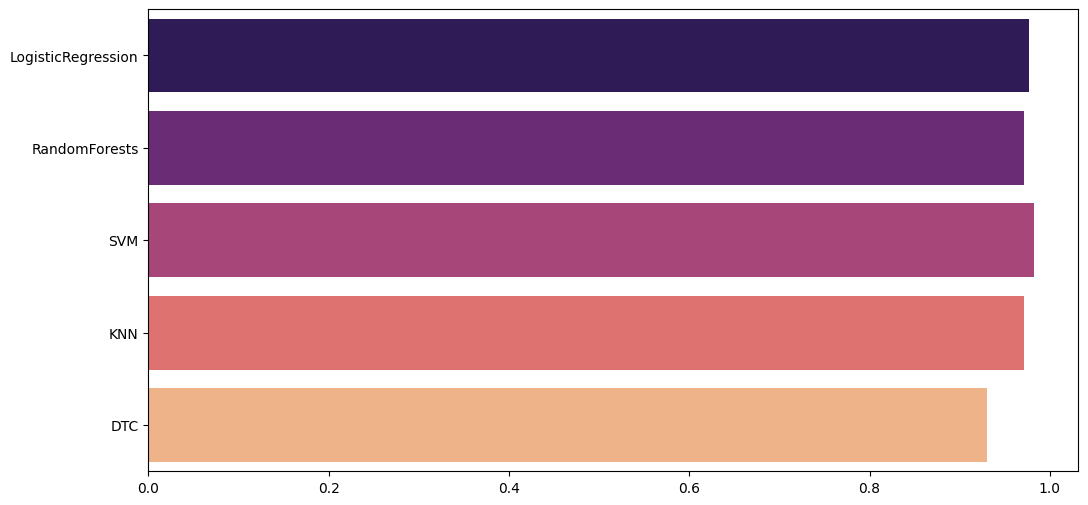 LogisticRegression
RandomForests
SVM
KNN
DTC
0.0 0.2 0.4 0.6 0.8 1.0